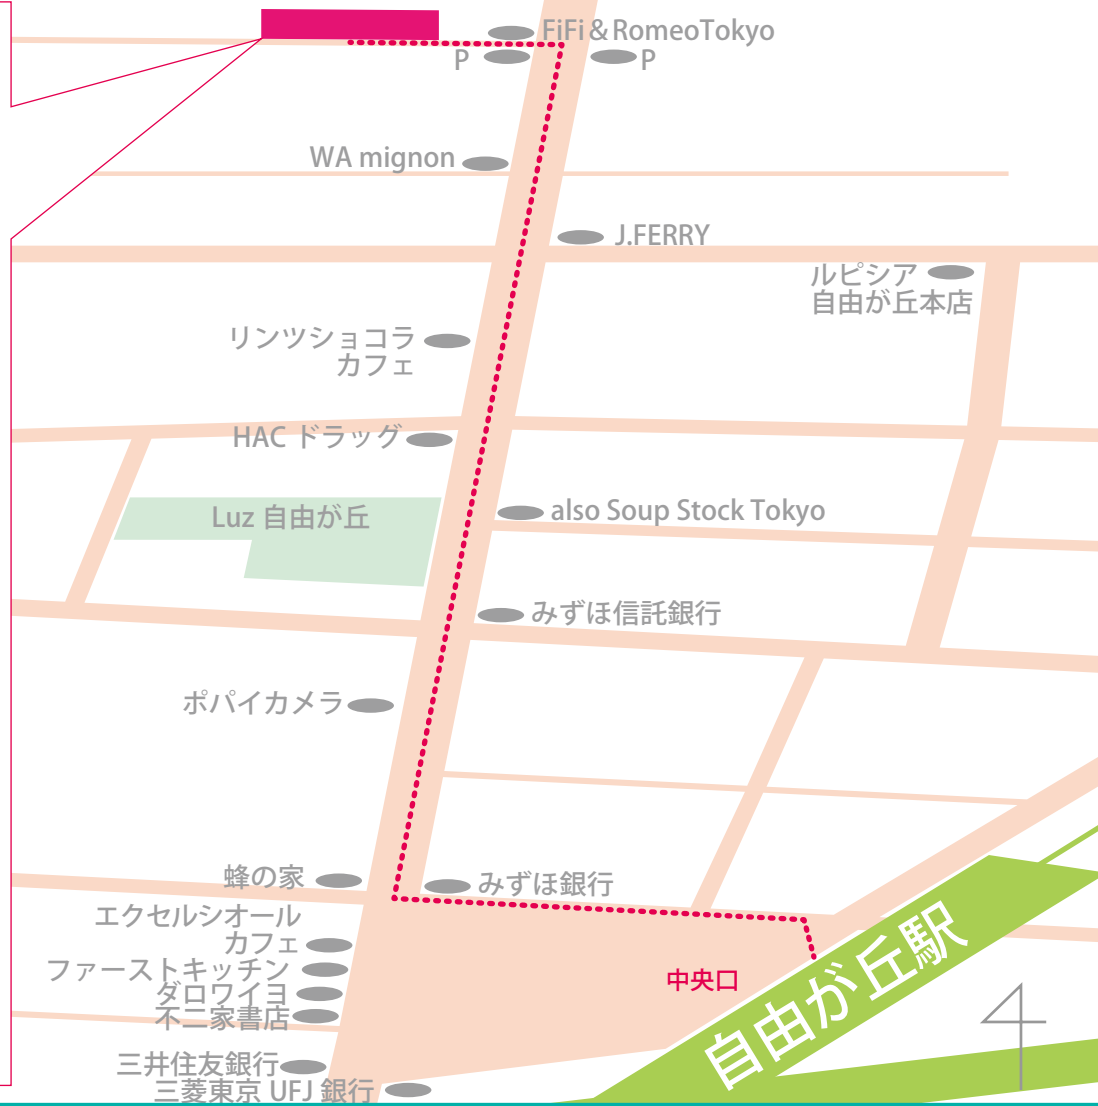 FiFi & RomeoTokyo
P
P
WA mignon
J.FERRY
ルピシア
自由が丘本店
リンツショコラ
カフェ
HAC ドラッグ
Luz 自由が丘
also Soup Stock Tokyo
みずほ信託銀行
ポパイカメラ
蜂の家
みずほ銀行
エクセルシオール
カフェ
ファーストキッチン
ダロワイヨ
不二家書店
中央口
自由が丘駅
三井住友銀行
三菱東京 UFJ 銀行